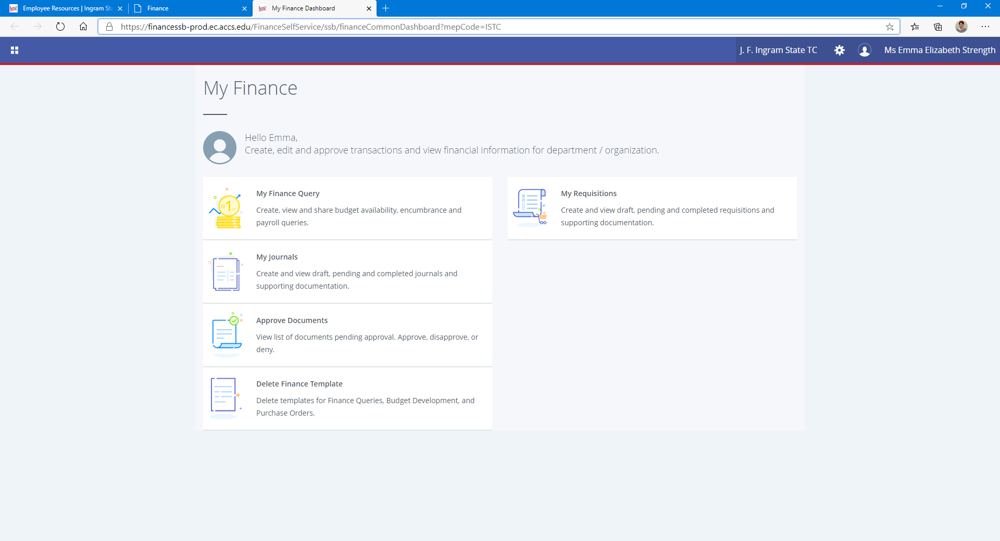 Employee Resources | Ingram Sta
Finance
My Finance Dashboard
https://financessb-prod.ec.accs.edu/FinanceSelfService/ssb/financeCommonDashboard?mepCode=ISTC
J. F. Ingram State TC
Ms Emma Elizabeth Strength
My Finance
Hello Emma,
Create, edit and approve transactions and view financial information for department / organization.
My Finance Query
Create, view and share budget availability, encumbrance and
payroll queries.
My Requisitions
Create and view draft, pending and completed requisitions and
supporting documentation.
My Journals
Create and view draft, pending and completed journals and
supporting documentation.
Approve Documents
View list of documents pending approval. Approve, disapprove, or
deny.
Delete Finance Template
Delete templates for Finance Queries, Budget Development, and
Purchase Orders.